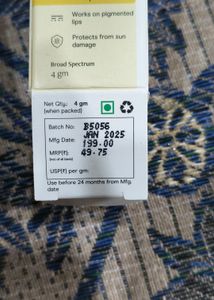 Works on pigmented
lips
Protects from sun
damage
Broad Spectrum
4 gm
Net Qty: 4 gm
(when packed)
Batch No: B5056
Mfg Date: JAN 2025
MRP(₹): 199.00
(Incl. of all taxes)
USP(₹) per gm: 49.75
Use before 24 months from Mfg.
date